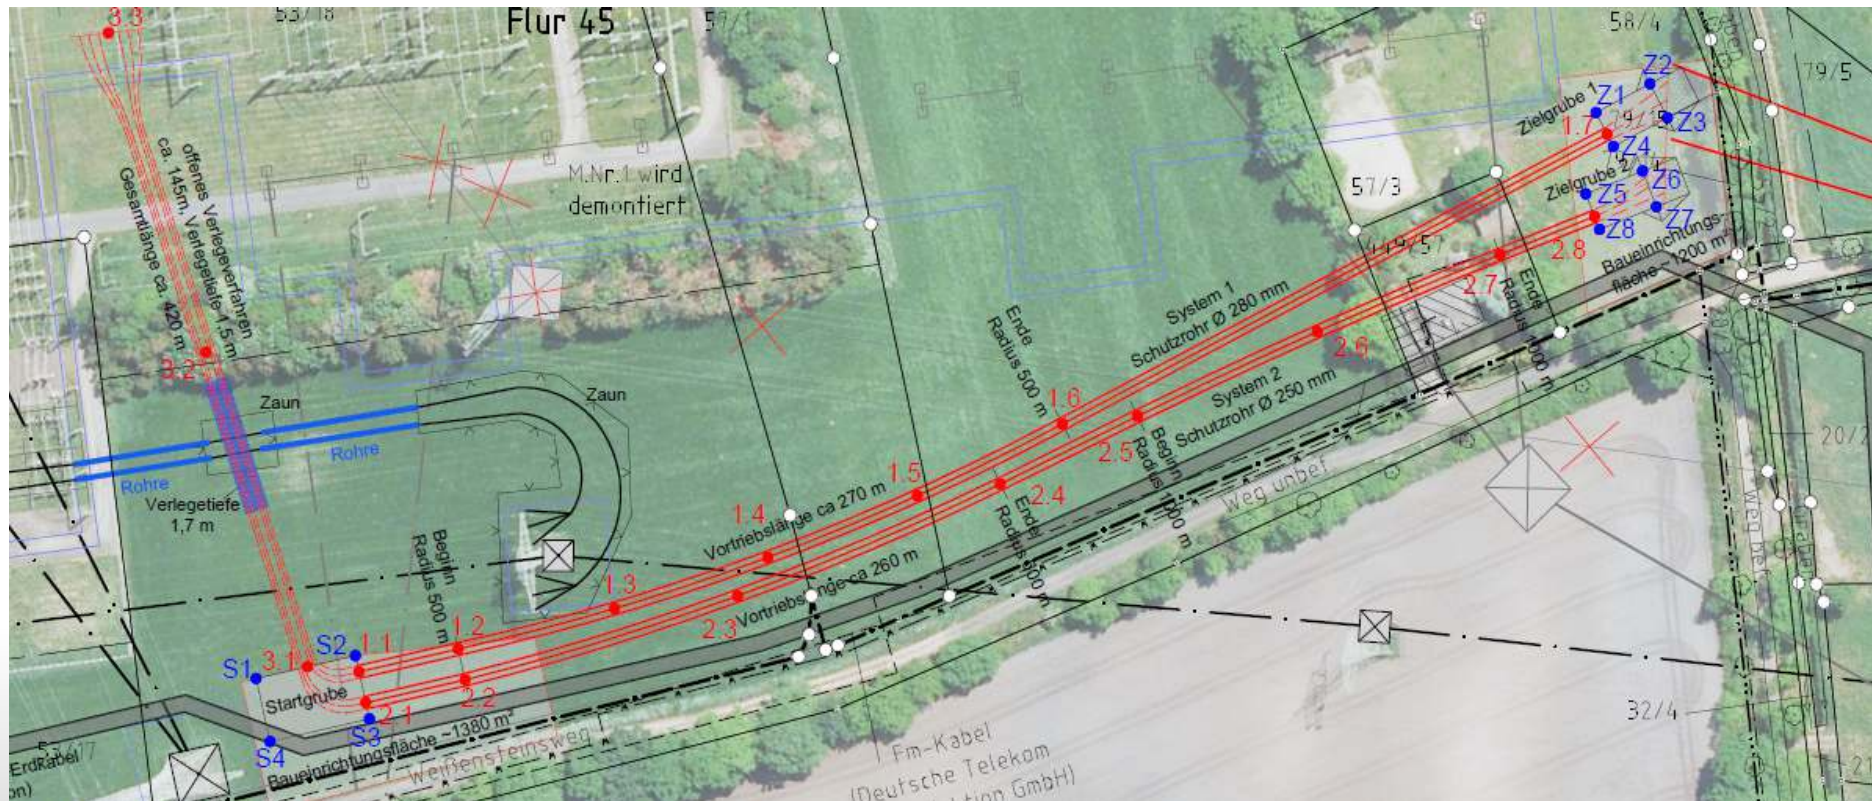 3.3
53/18
Flur 45
57/1
58/4
79/5
Z2
Z1
Zielgrube 1
1.7
Z3
Z4
Zielgrube 2
Z5
Z6
Z7
Z8
2.8
Baueinrichtungs-
fläche ~1200 m²
57/3
449/57
2.7
Ende
Radius 1000 m
2.6
offenes Verlegeverfahren
ca. 145m, Verlegetiefe 1,5 m
Gesamtlänge ca. 420 m
M.Nr.1 wird
demontiert
3.2
Zaun
Zaun
Rohre
Rohre
Verlegetiefe
1,7 m
Ende
Radius 500 m
System 1
Schutzrohr Ø 280 mm
System 2
Schutzrohr Ø 250 mm
1.6
2.5
Beginn
Radius 1000 m
1.5
2.4
Ende
Radius 500 m
1.4
Vortriebslänge ca 270 m
Vortriebslänge ca 260 m
1.3
2.3
Beginn
Radius 500 m
1.2
2.2
S2
1.1
3.1
S1
Startgrube
2.1
S3
S4
Baueinrichtungsfläche ~1380 m²
Weißensteinsweg
Weg unbef.
Weg bef.
Graben
20/2
32/4
53/17
Erdkabel
Fm-Kabel
(Deutsche Telekom
GmbH)